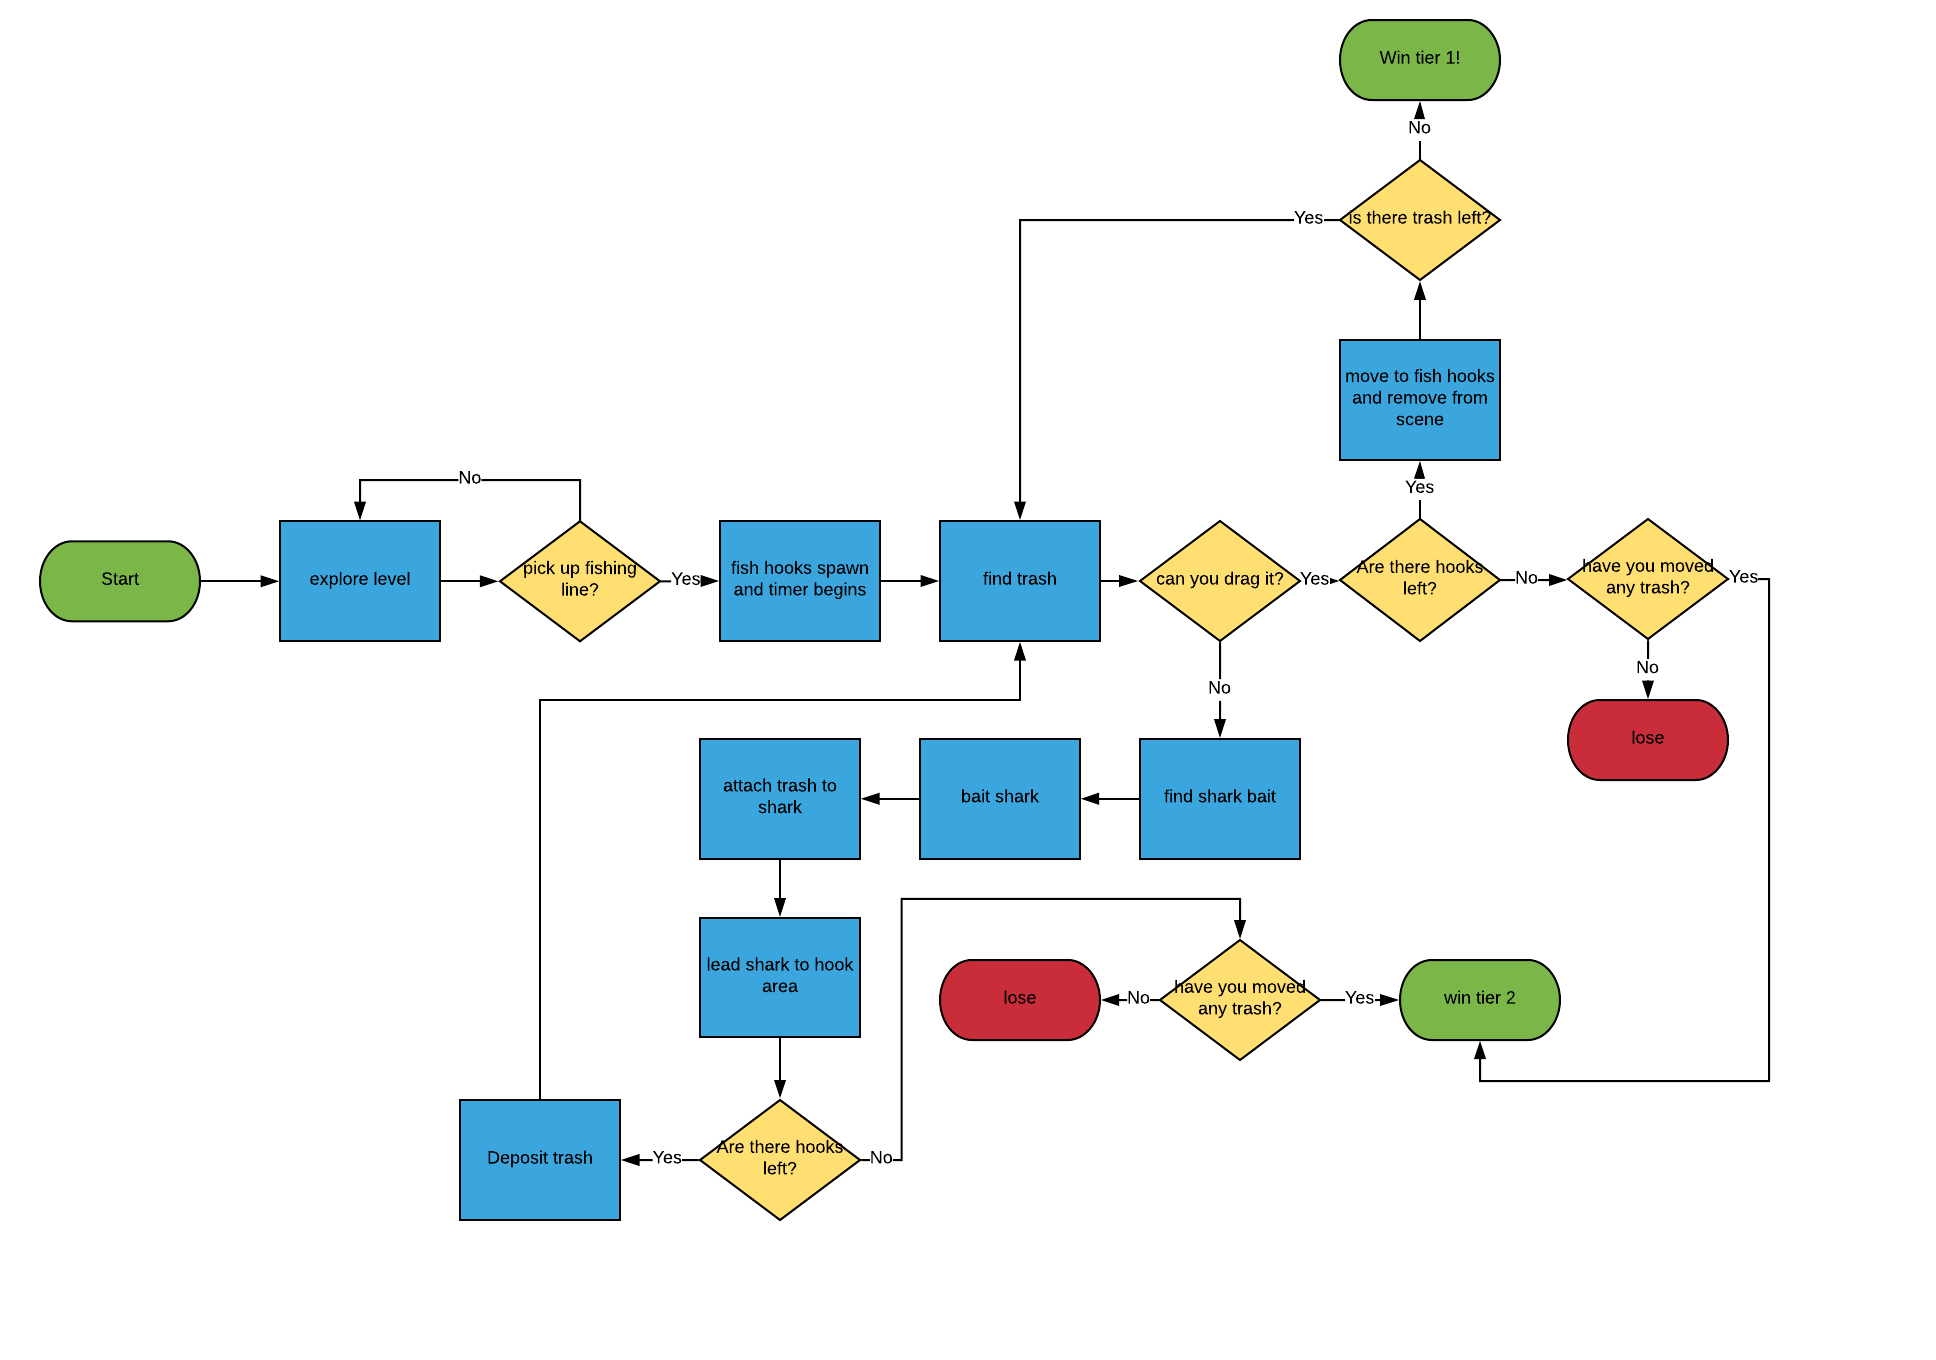 Win tier 1!
No
Yes
is there trash left?
move to fish hooks
and remove from
scene
No
Yes
Start
explore level
pick up fishing
line?
Yes
fish hooks spawn
and timer begins
find trash
can you drag it?
Yes
Are there hooks
left?
No
have you moved
any trash?
Yes
No
No
lose
attach trash to
shark
bait shark
find shark bait
lead shark to hook
area
lose
No
have you moved
any trash?
Yes
win tier 2
Deposit trash
Yes
Are there hooks
left?
No